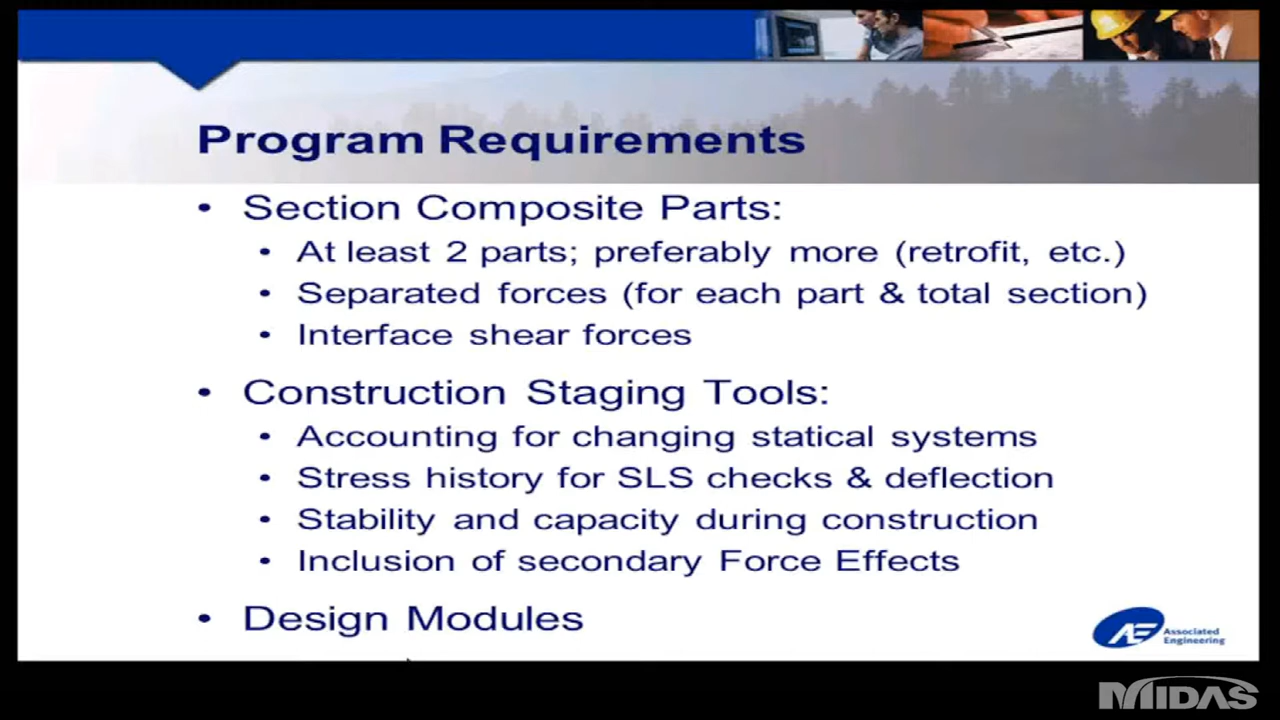 Program Requirements
• Section Composite Parts:
• At least 2 parts; preferably more (retrofit, etc.)
• Separated forces (for each part & total section)
• Interface shear forces
• Construction Staging Tools:
• Accounting for changing statical systems
• Stress history for SLS checks & deflection
• Stability and capacity during construction
• Inclusion of secondary Force Effects
• Design Modules
AE Associated
Engineering
MIDAS